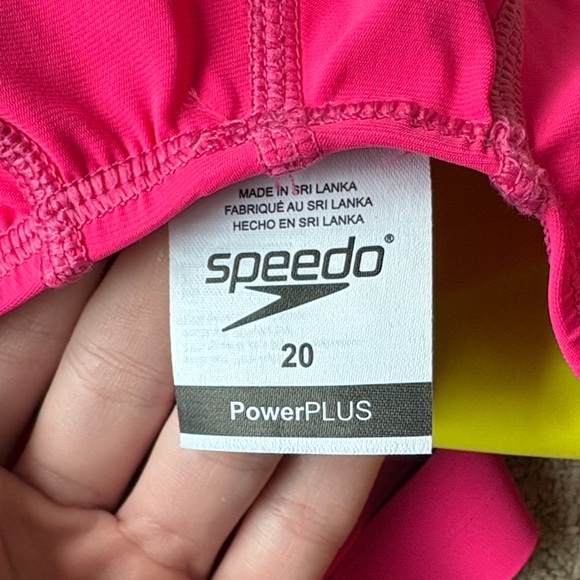 MADE IN SRI LANKA
FABRIQUÉ AU SRI LANKA
HECHO EN SRI LANKA
speedo®
20
PowerPLUS